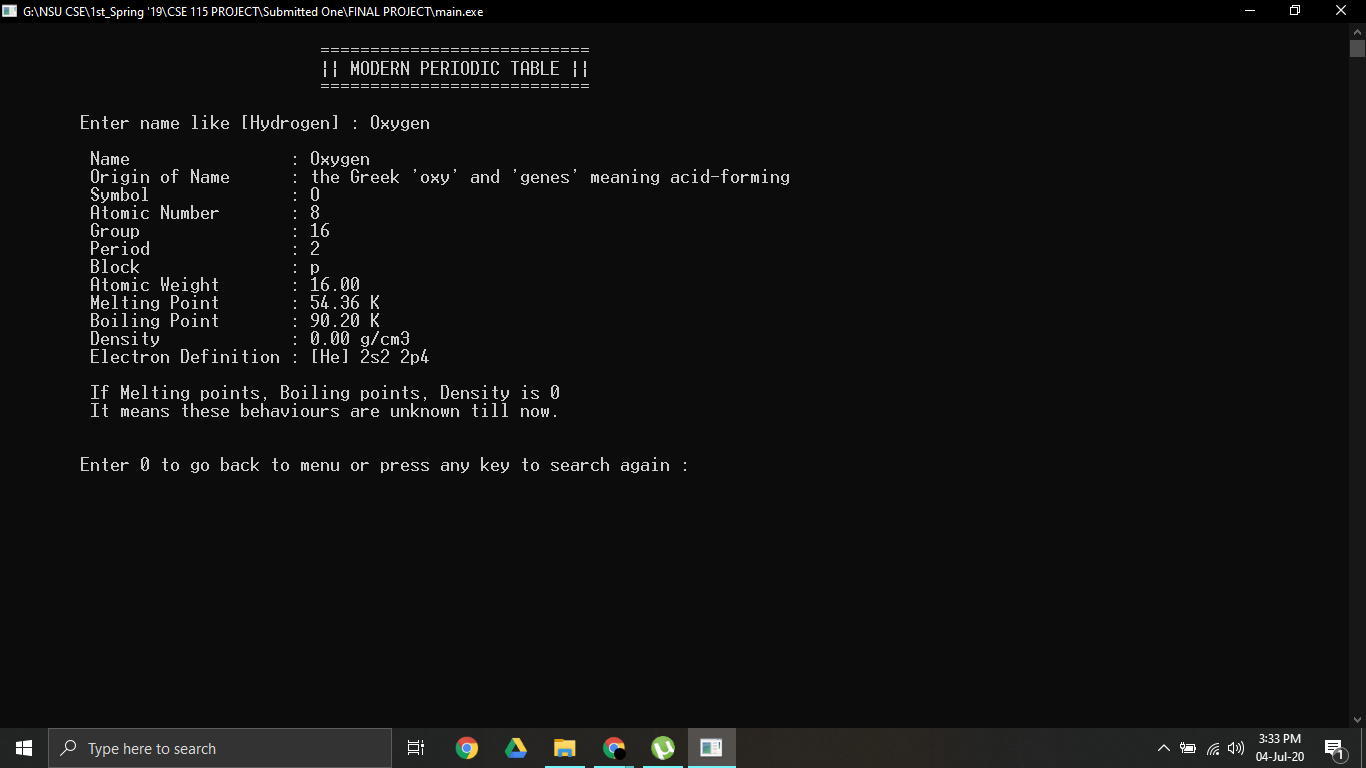 G:\NSU CSE\1st_Spring '19\CSE 115 PROJECT\Submitted One\FINAL PROJECT\main.exe
===========================
|| MODERN PERIODIC TABLE ||
===========================
Enter name like [Hydrogen] : Oxygen
Name : Oxygen
Origin of Name : the Greek 'oxy' and 'genes' meaning acid-forming
Symbol : O
Atomic Number : 8
Group : 16
Period : 2
Block : p
Atomic Weight : 16.00
Melting Point : 54.36 K
Boiling Point : 90.20 K
Density : 0.00 g/cm3
Electron Definition : [He] 2s2 2p4
If Melting points, Boiling points, Density is 0
It means these behaviours are unknown till now.
Enter 0 to go back to menu or press any key to search again :
Type here to search
3:33 PM
04-Jul-20
1